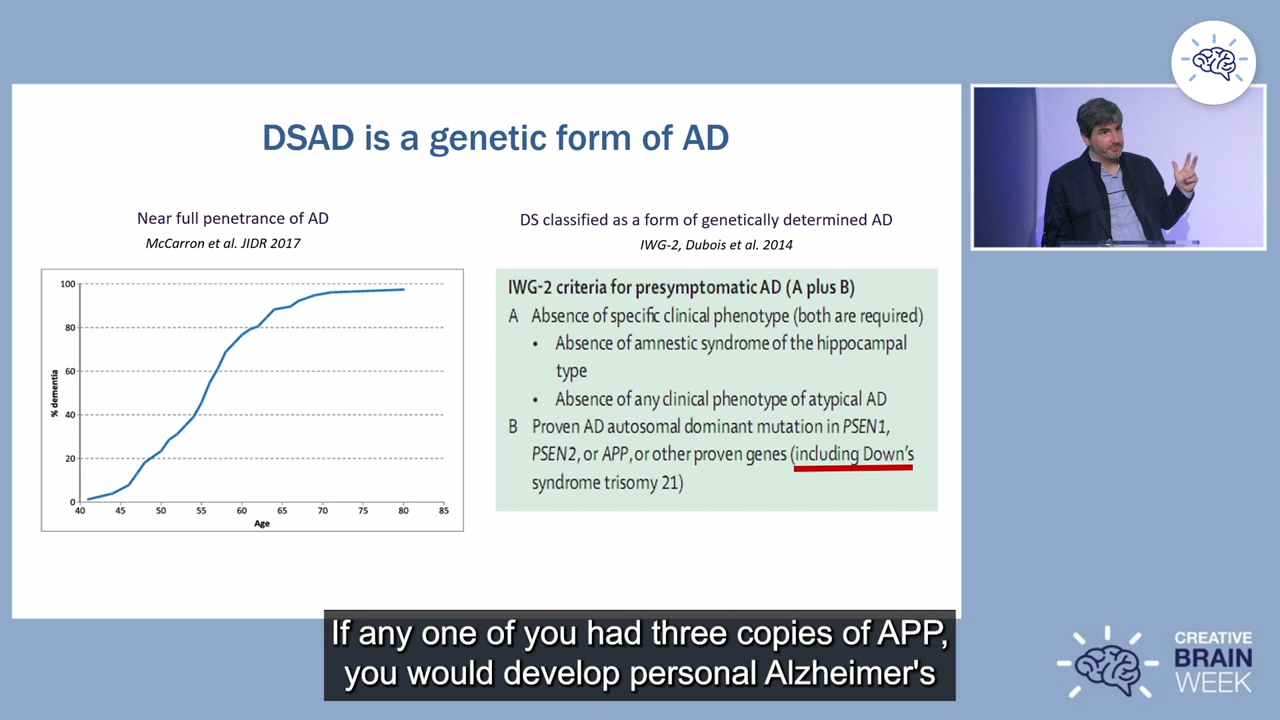 DSAD is a genetic form of AD
Near full penetrance of AD
McCarron et al. JIDR 2017
100
80
60
40
20
0
% dementia
40 45 50 55 60 65 70 75 80 85
Age
DS classified as a form of genetically determined AD
IWG-2, Dubois et al. 2014
IWG-2 criteria for presymptomatic AD (A plus B)
A Absence of specific clinical phenotype (both are required)
• Absence of amnestic syndrome of the hippocampal
type
• Absence of any clinical phenotype of atypical AD
B Proven AD autosomal dominant mutation in PSEN1,
PSEN2, or APP, or other proven genes (including Down's
syndrome trisomy 21)
If any one of you had three copies of APP,
you would develop personal Alzheimer's
CREATIVE
BRAIN
WEEK